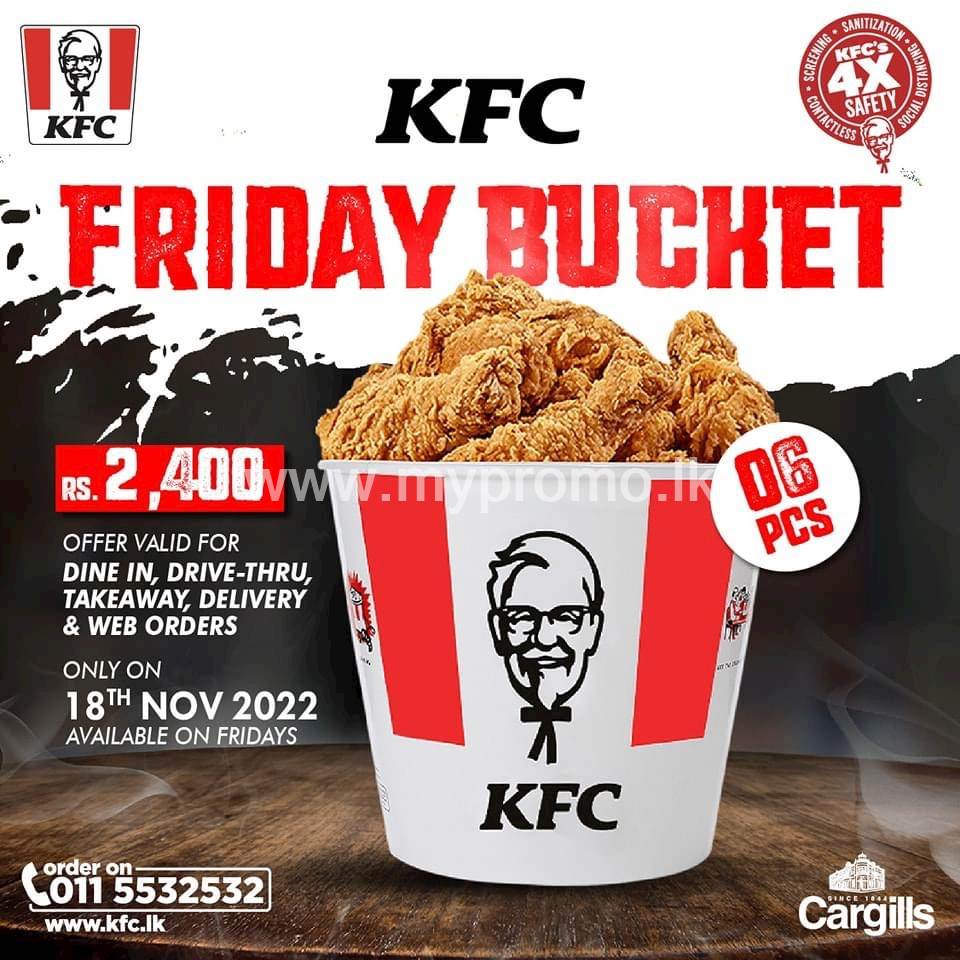 KFC
KFC
SCREENING • SANITIZATION • SOCIAL DISTANCING • CONTACTLESS
KFC's
4X
SAFETY
FRIDAY BUCKET
RS. 2,400
www.mypromo.lk
06
PCS
OFFER VALID FOR
DINE IN, DRIVE-THRU,
TAKEAWAY, DELIVERY
& WEB ORDERS
ONLY ON
18TH NOV 2022
AVAILABLE ON FRIDAYS
KFC
order on
011 5532532
www.kfc.lk
SINCE 1844
Cargills